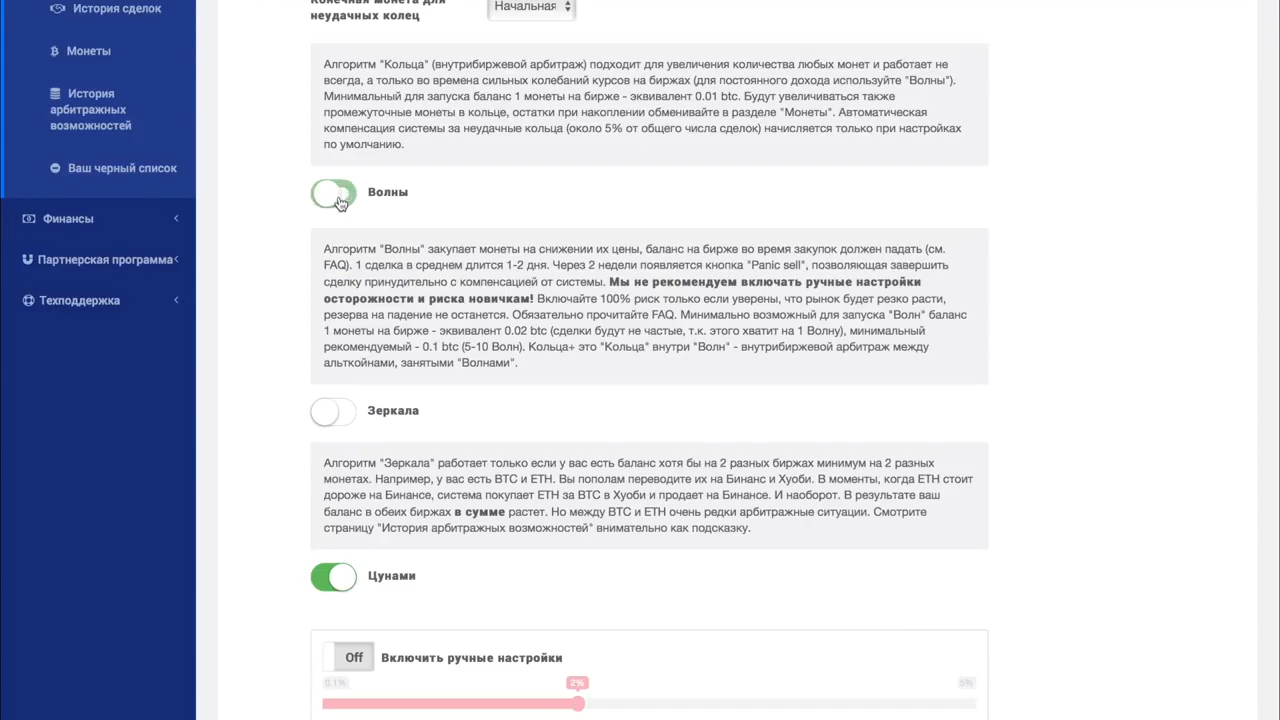 История сделок
Монеты
История
арбитражных
возможностей
Ваш черный список
Финансы
Партнерская программа
Техподдержка
Конечная монета для
неудачных колец
Начальная
Алгоритм "Кольца" (внутрибиржевой арбитраж) подходит для увеличения количества любых монет и работает не
всегда, а только во времена сильных колебаний курсов на биржах (для постоянного дохода используйте "Волны").
Минимальный для запуска баланс 1 монеты на бирже - эквивалент 0.01 btc. Будут увеличиваться также
промежуточные монеты в кольце, остатки при накоплении обменивайте в разделе "Монеты". Автоматическая
компенсация системы за неудачные кольца (около 5% от общего числа сделок) начисляется только при настройках
по умолчанию.
Волны
Алгоритм "Волны" закупает монеты на снижении их цены, баланс на бирже во время закупок должен падать (см.
FAQ). 1 сделка в среднем длится 1-2 дня. Через 2 недели появляется кнопка "Panic sell", позволяющая завершить
сделку принудительно с компенсацией от системы. Мы не рекомендуем включать ручные настройки
осторожности и риска новичкам! Включайте 100% риск только если уверены, что рынок будет резко расти,
резерва на падение не останется. Обязательно прочитайте FAQ. Минимально возможный для запуска "Волн" баланс
1 монеты на бирже - эквивалент 0.02 btc (сделки будут не частые, т.к. этого хватит на 1 Волну), минимальный
рекомендуемый - 0.1 btc (5-10 Волн). Кольца+ это "Кольца" внутри "Волн" - внутрибиржевой арбитраж между
альткойнами, занятыми "Волнами".
Зеркала
Алгоритм "Зеркала" работает только если у вас есть баланс хотя бы на 2 разных биржах минимум на 2 разных
монетах. Например, у вас есть BTC и ETH. Вы пополам переводите их на Бинанс и Хуоби. В моменты, когда ETH стоит
дороже на Бинансе, система покупает ETH за BTC в Хуоби и продает на Бинансе. И наоборот. В результате ваш
баланс в обеих биржах в сумме растет. Но между BTC и ETH очень редки арбитражные ситуации. Смотрите
страницу "История арбитражных возможностей" внимательно как подсказку.
Цунами
Off Включить ручные настройки
0.1% 2% 5%